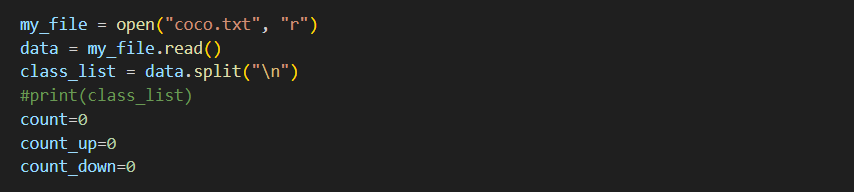 my_file = open("coco.txt", "r")
data = my_file.read()
class_list = data.split("\n")
#print(class_list)
count=0
count_up=0
count_down=0